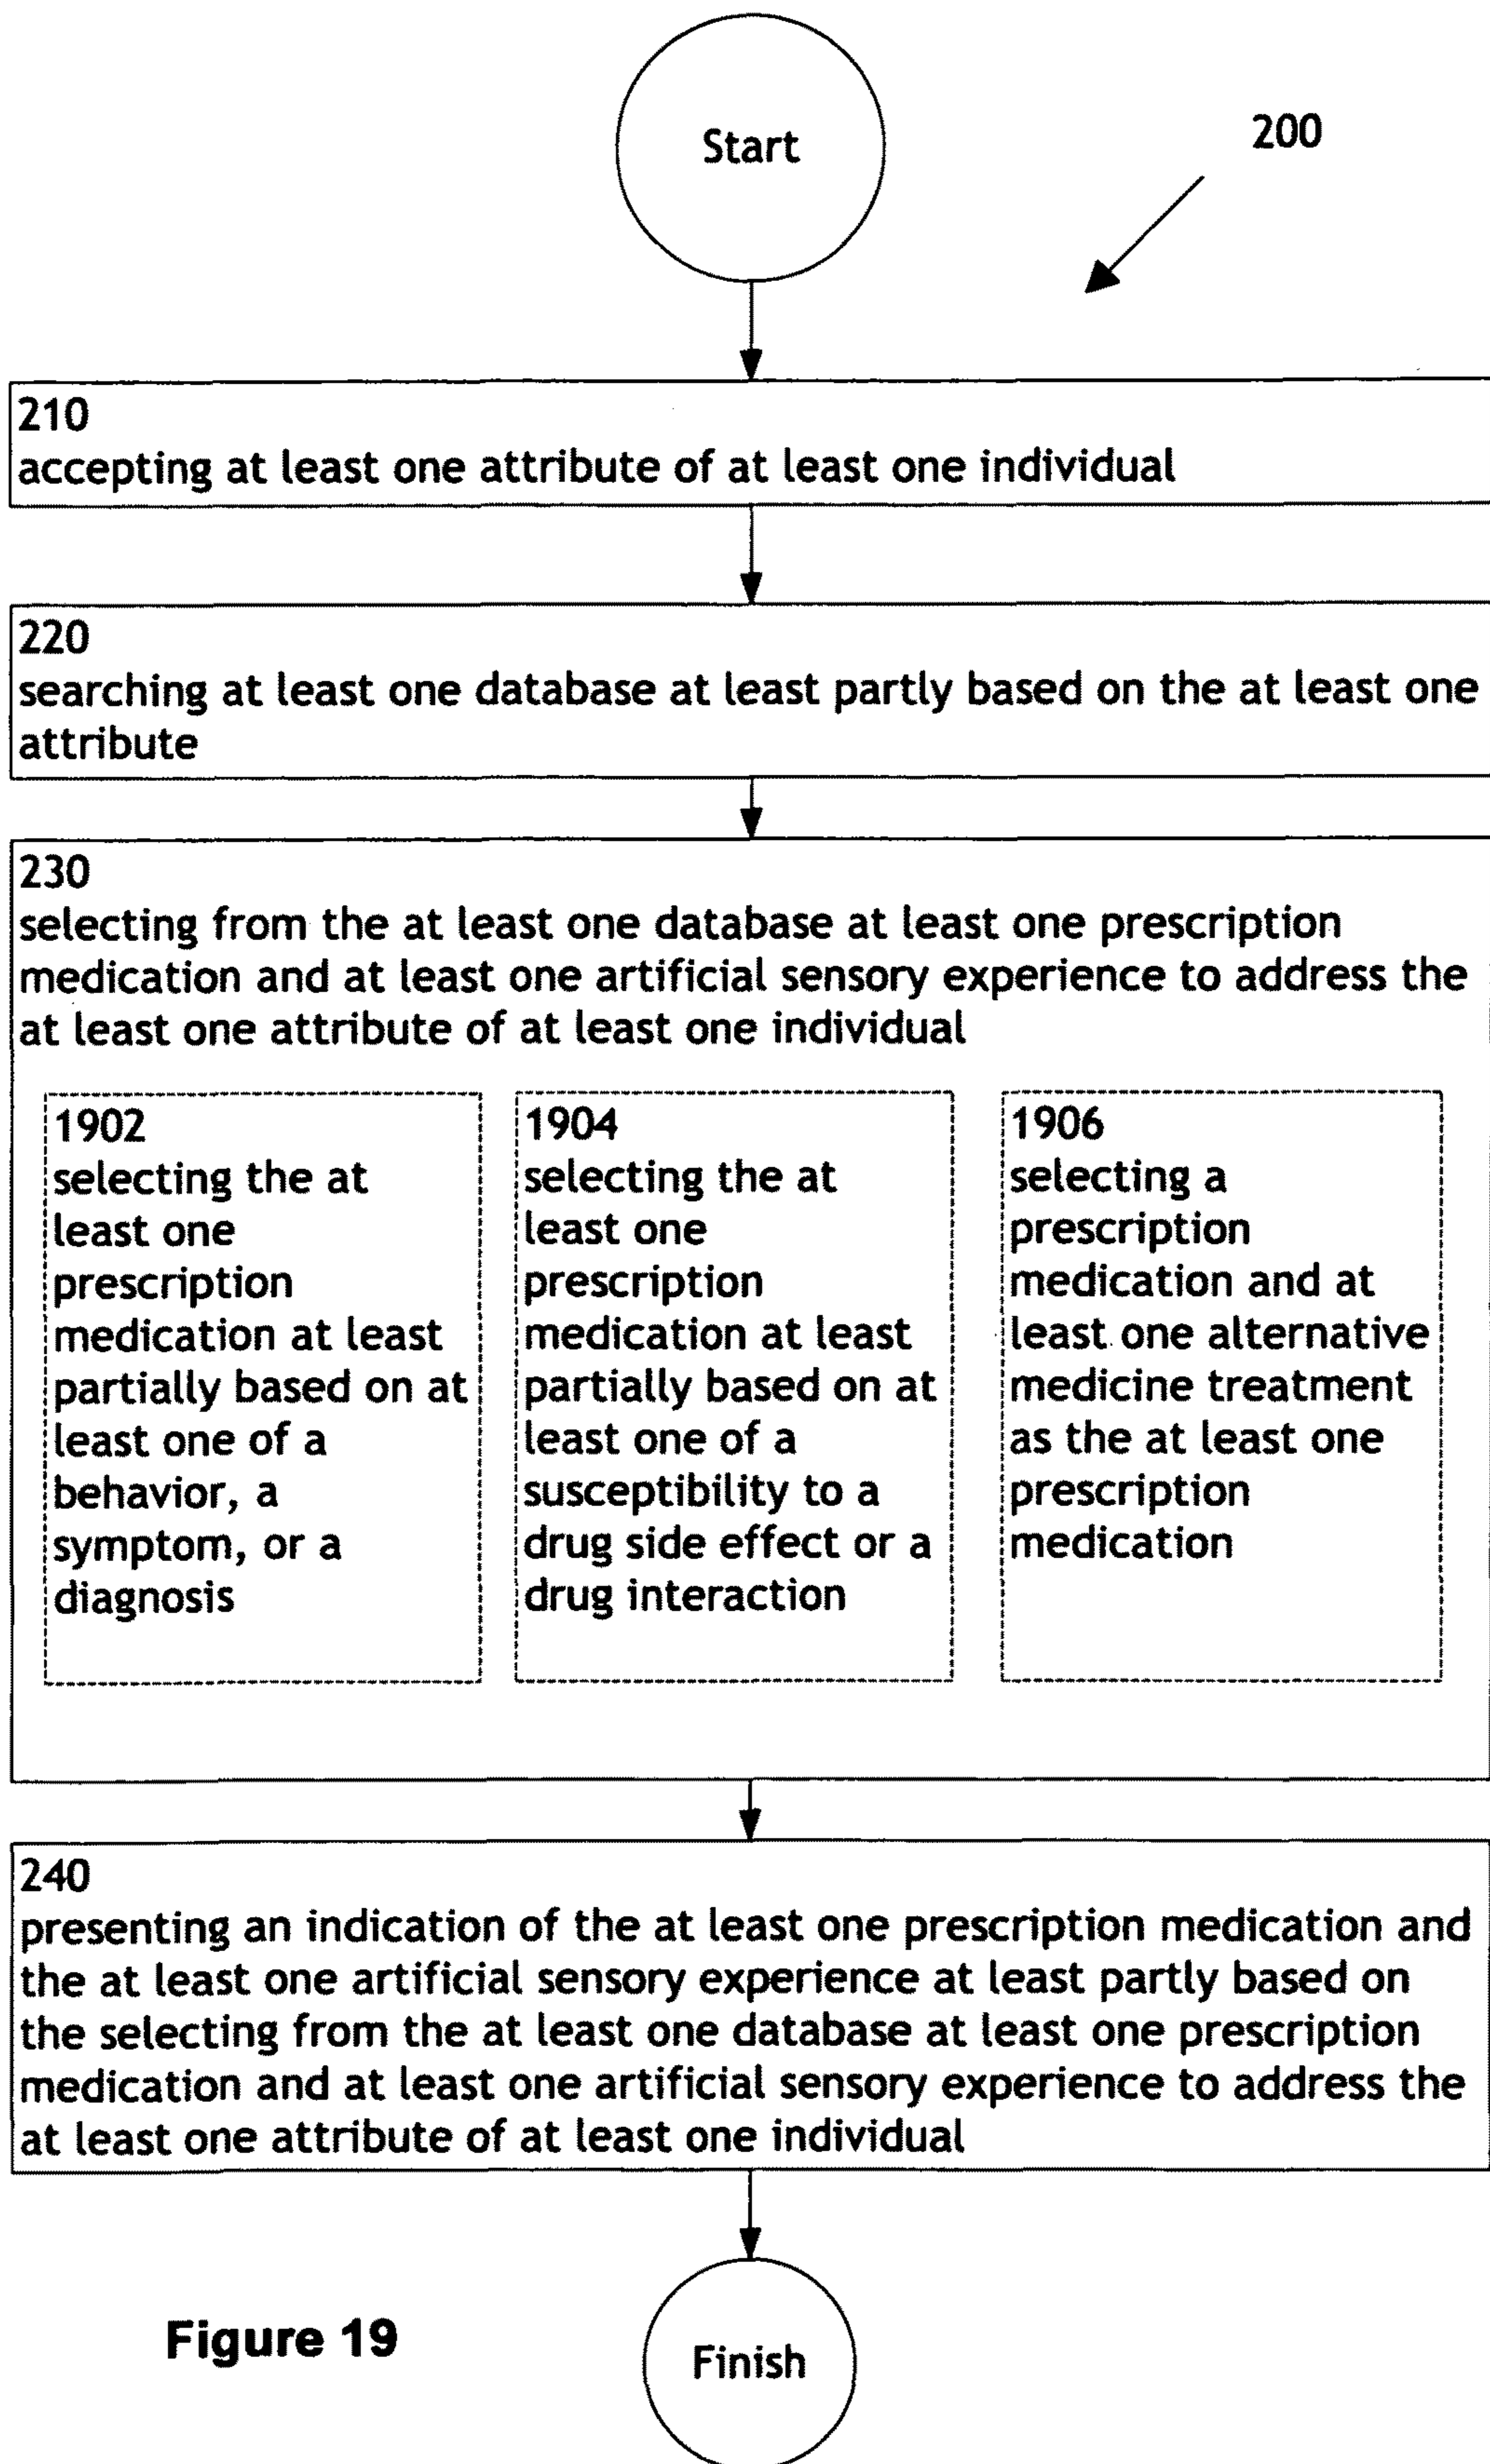 Start
200
210
accepting at least one attribute of at least one individual
220
searching at least one database at least partly based on the at least one
attribute
230
selecting from the at least one database at least one prescription
medication and at least one artificial sensory experience to address the
at least one attribute of at least one individual
1902
selecting the at
least one
prescription
medication at least
partially based on at
least one of a
behavior, a
symptom, or a
diagnosis
1904
selecting the at
least one
prescription
medication at least
partially based on at
least one of a
susceptibility to a
drug side effect or a
drug interaction
1906
selecting a
prescription
medication and at
least one alternative
medicine treatment
as the at least one
prescription
medication
240
presenting an indication of the at least one prescription medication and
the at least one artificial sensory experience at least partly based on
the selecting from the at least one database at least one prescription
medication and at least one artificial sensory experience to address the
at least one attribute of at least one individual
Figure 19
Finish